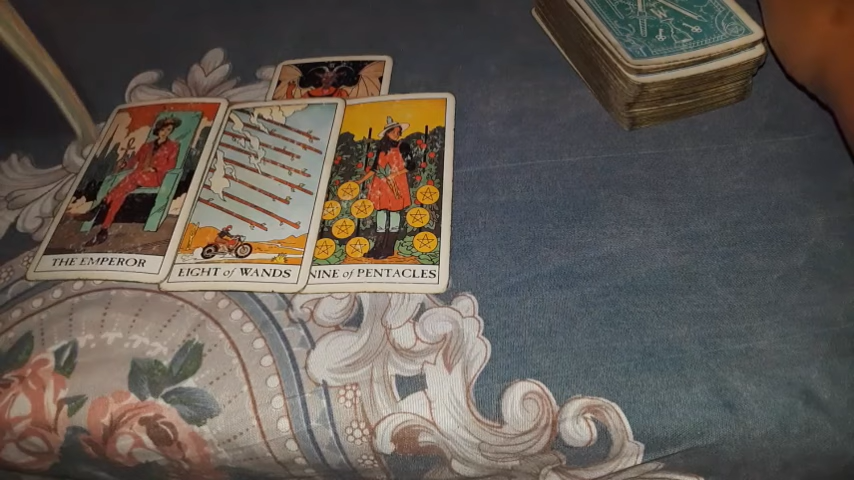 THE EMPEROR
EIGHT of WANDS
NINE of PENTACLES